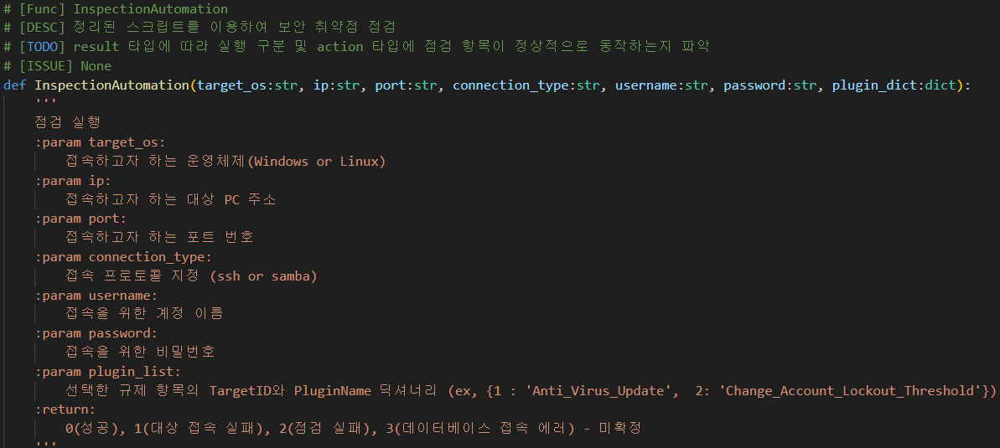 # [Func] InspectionAutomation
# [DESC] 정리된 스크립트를 이용하여 보안 취약점 점검
# [TODO] result 타입에 따라 실행 구분 및 action 타입에 점검 항목이 정상적으로 동작하는지 파악
# [ISSUE] None
def InspectionAutomation(target_os:str, ip:str, port:str, connection_type:str, username:str, password:str, plugin_dict:dict):
'''
점검 실행
:param target_os:
접속하고자 하는 운영체제(Windows or Linux)
:param ip:
접속하고자 하는 대상 PC 주소
:param port:
접속하고자 하는 포트 번호
:param connection_type:
접속 프로토콜 지정 (ssh or samba)
:param username:
접속을 위한 계정 이름
:param password:
접속을 위한 비밀번호
:param plugin_list:
선택한 규제 항목의 TargetID와 PluginName 딕셔너리 (ex, {1 : 'Anti_Virus_Update',  2: 'Change_Account_Lockout_Threshold'})
:return:
0(성공), 1(대상 접속 실패), 2(점검 실패), 3(데이터베이스 접속 에러) - 미확정
'''